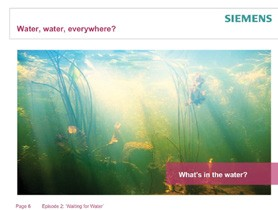 SIEMENS
Water, water, everywhere?
What's in the water?
Page 6 Episode 2: 'Waiting for Water'